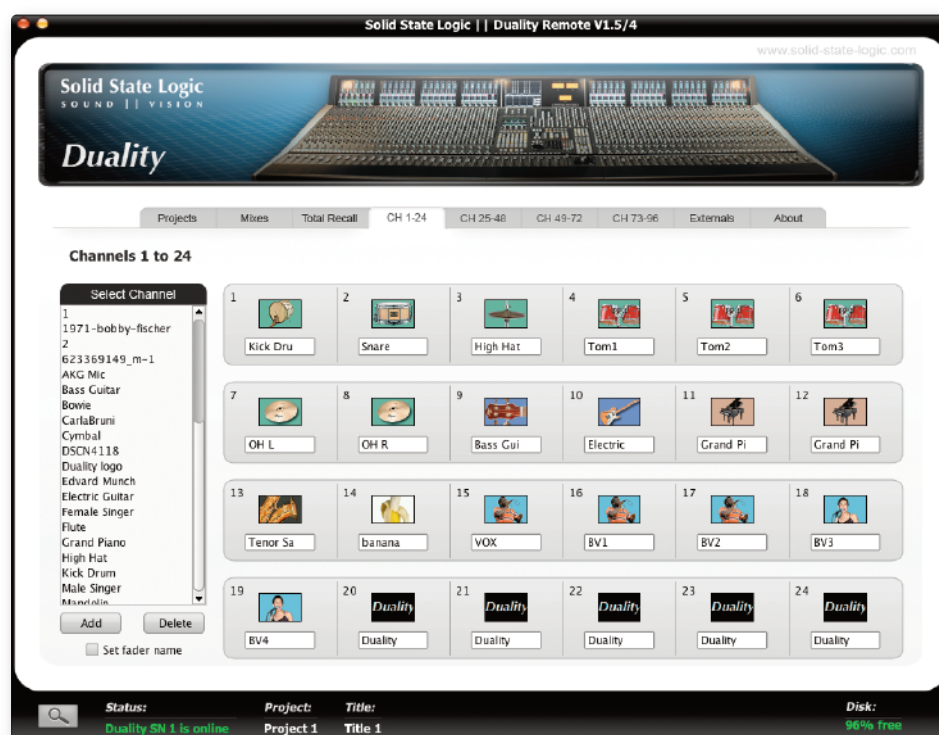 Solid State Logic || Duality Remote V1.5/4
www.solid-state-logic.com
Solid State Logic
SOUND || VISION
Duality
Projects Mixes Total Recall CH 1-24 CH 25-48 CH 49-72 CH 73-96 Externals About
Channels 1 to 24
Select Channel
1
1971-bobby-fischer
2
623369149_m-1
AKG Mic
Bass Guitar
Bowie
CarlaBruni
Cymbal
DSCN4118
Duality logo
Edvard Munch
Electric Guitar
Female Singer
Flute
Grand Piano
High Hat
Kick Drum
Male Singer
Mandolin
Add Delete
Set fader name
1 2 3 4 5 6
Kick Dru Snare High Hat Tom1 Tom2 Tom3
7 8 9 10 11 12
OH L OH R Bass Gui Electric Grand Pi Grand Pi
13 14 15 16 17 18
Tenor Sa banana VOX BV1 BV2 BV3
19 20 21 22 23 24
Duality Duality Duality Duality Duality
BV4 Duality Duality Duality Duality Duality
Status: Project: Title: Disk:
Duality SN 1 is online Project 1 Title 1 96% free